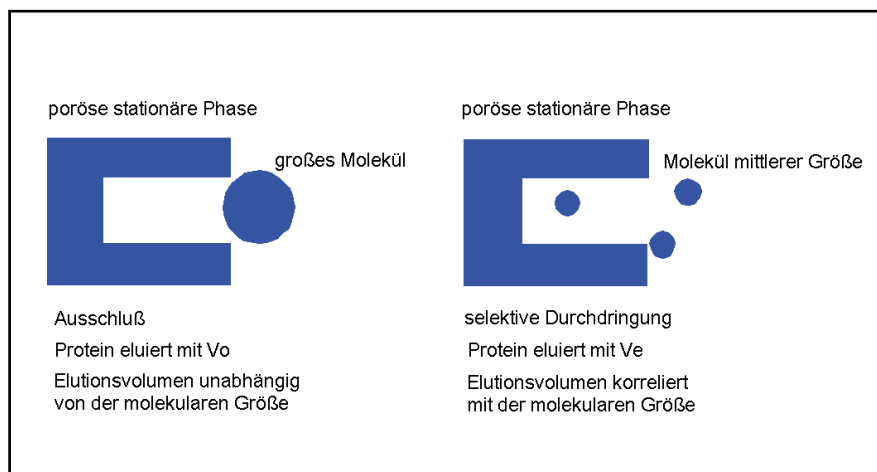 poröse stationäre Phase
großes Molekül
Ausschluß
Protein eluiert mit Vo
Elutionsvolumen unabhängig
von der molekularen Größe
poröse stationäre Phase
Molekül mittlerer Größe
selektive Durchdringung
Protein eluiert mit Ve
Elutionsvolumen korreliert
mit der molekularen Größe